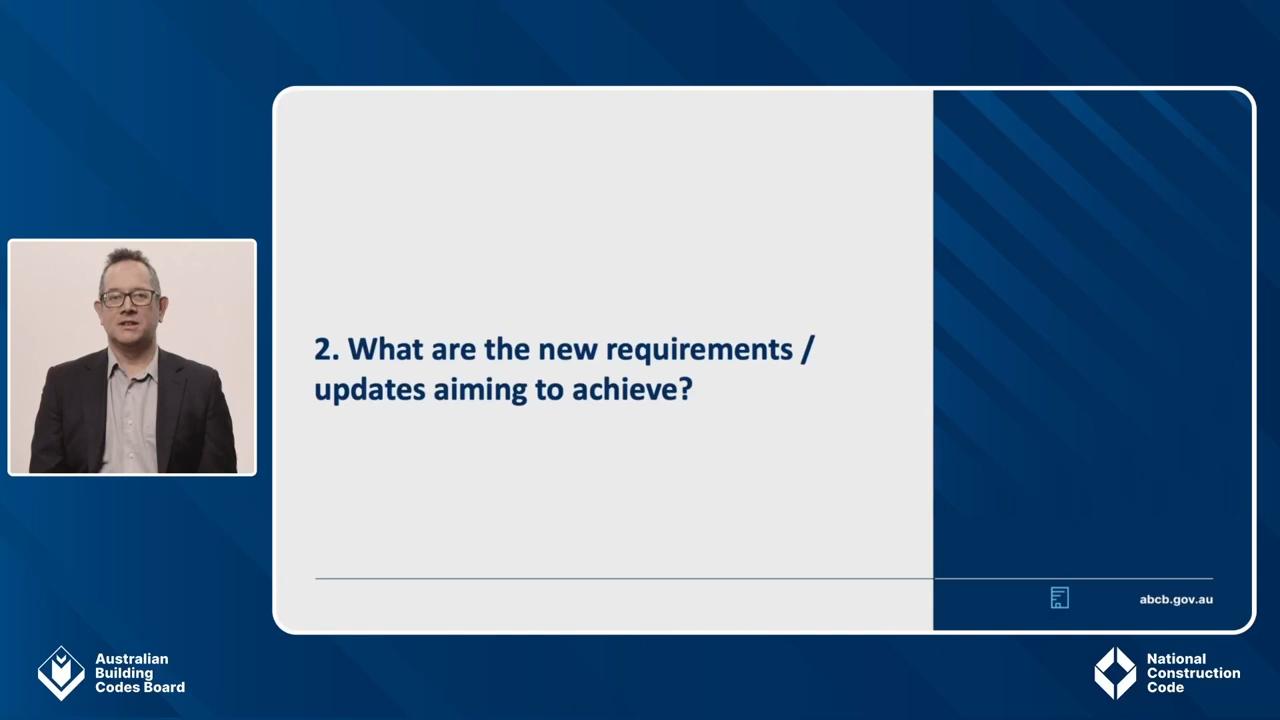 2. What are the new requirements /
updates aiming to achieve?
abcb.gov.au
Australian
Building
Codes Board
National
Construction
Code